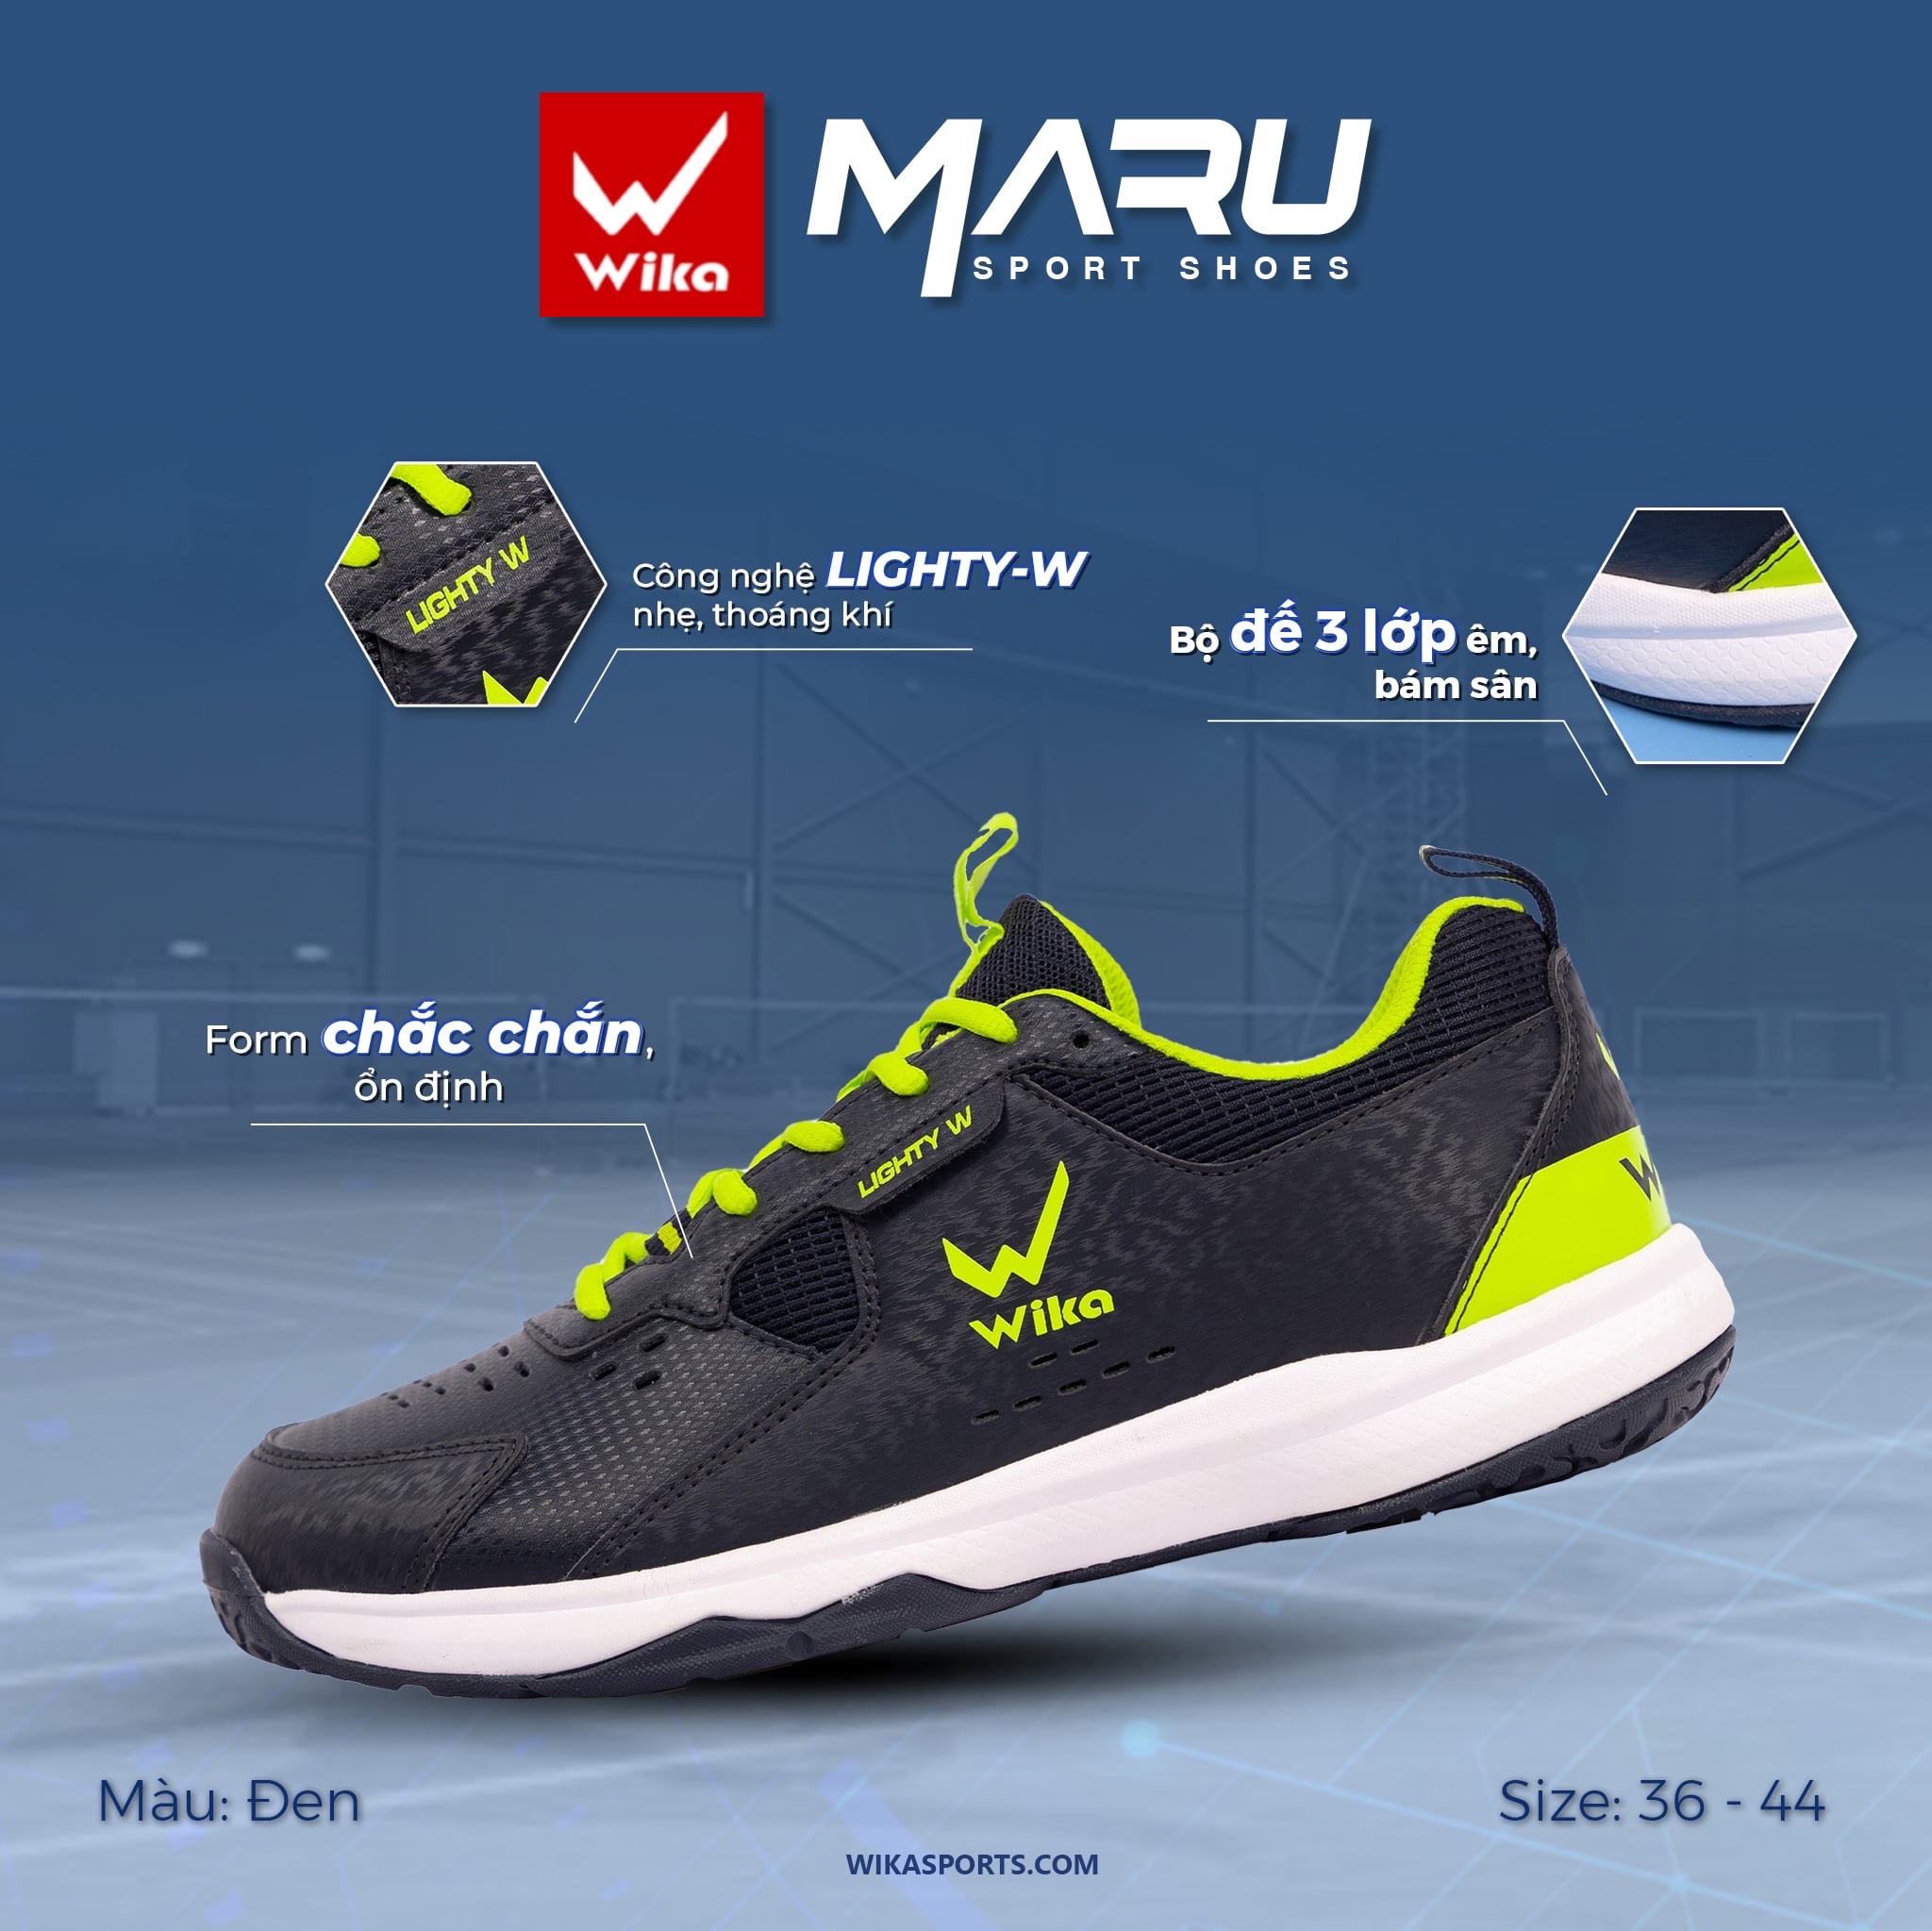 Wika
MARU
SPORT SHOES
LIGHTY W
Công nghệ LIGHTY-W
nhẹ, thoáng khí
Bộ đế 3 lớp êm,
bám sân
Form chắc chắn,
ổn định
LIGHTY W
Wika
Màu: Đen
Size: 36 - 44
WIKASPORTS.COM